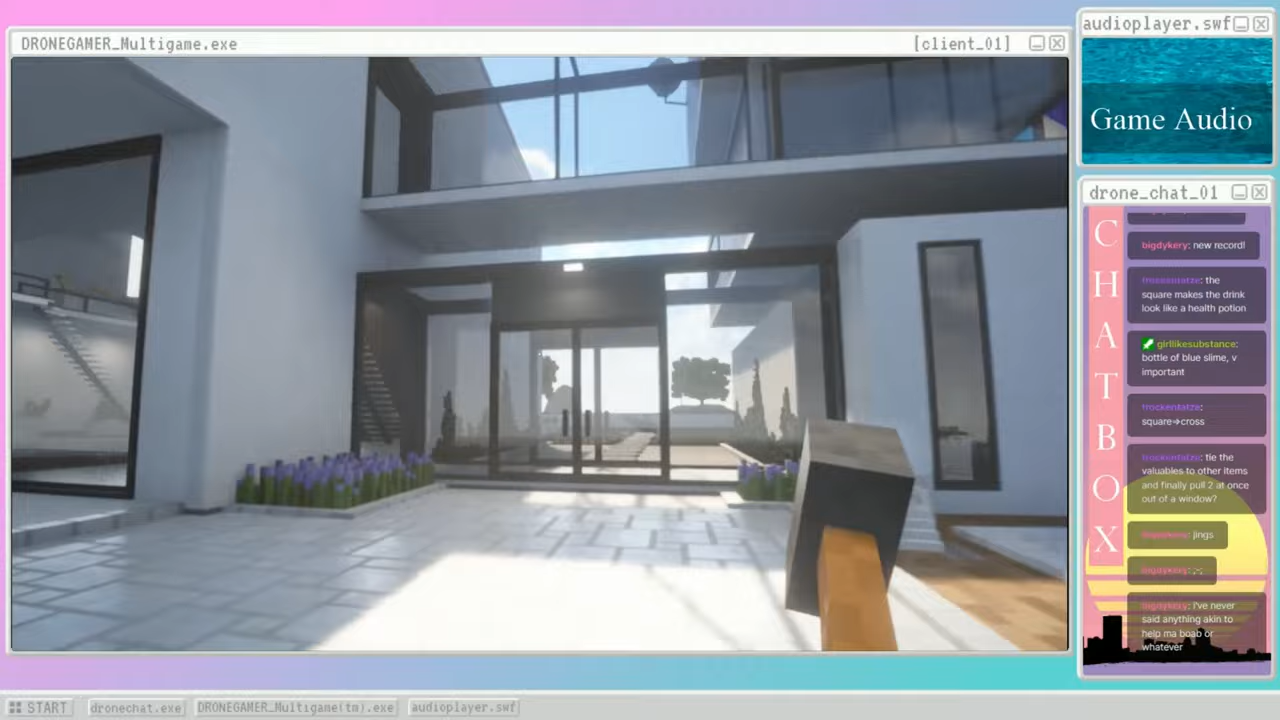 DRONEGAMER_Multigame.exe
[client_01]
audioplayer.swf
Game Audio
drone_chat_01
CHATBOX
bigdykery: new record!
the
square makes the drink
look like a health potion
girllikesubstance:
bottle of blue slime, v
important
square→cross
tie the
valuables to other items
and finally pull 2 at once
out of a window?
bigdykery: jings
bigdykery: ;-;
bigdykery: i've never
said anything akin to
help ma boab or
whatever
START
dronechat.exe
DRONEGAMER_Multigame(tm).exe
audioplayer.swf